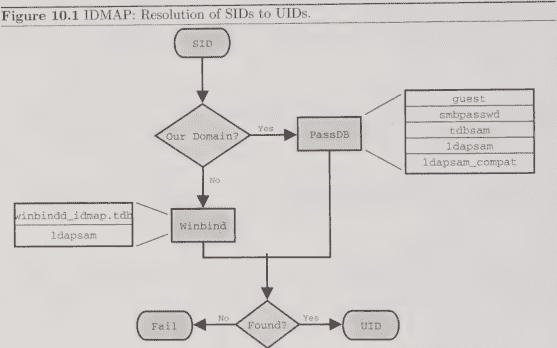 Figure 10.1 IDMAP: Resolution of SIDs to UIDs.
SID
Our Domain?
Yes
PassDB
guest
smbpasswd
tdbsam
ldapsam
ldapsam_compat
No
Winbind
winbindd_idmap.tdb
ldapsam
Found?
No
Fail
Yes
UID